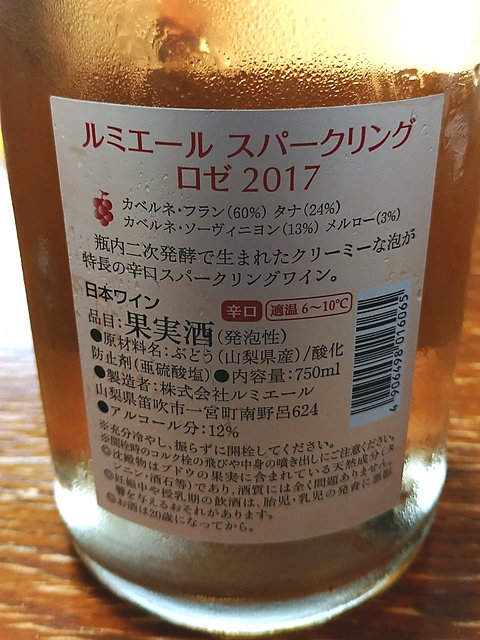 ルミエール スパークリング
ロゼ 2017
カベルネ・フラン(60%) タナ(24%)
カベルネ・ソーヴィニヨン(13%) メルロー(3%)
瓶内二次発酵で生まれたクリーミーな泡が
特長の辛口スパークリングワイン。
日本ワイン
辛口 適温 6~10℃
品目:果実酒(発泡性)
●原材料名:ぶどう(山梨県産)/酸化
防止剤(亜硫酸塩)●内容量:750ml
●製造者:株式会社ルミエール
山梨県笛吹市一宮町南野呂624
●アルコール分:12%
4 906498 016065
※充分冷やし、振らずに開栓してください。
※開栓時のコルク栓の飛びや中身の噴き出しにご注意ください。
◎沈殿物はブドウの果実に含まれている天然成分(タ
ンニン・酒石等)であり、酒質には全く問題ありません。
◎妊娠中や授乳期の飲酒は、胎児・乳児の発育に悪影
響を与えるおそれがあります。
◎お酒は20歳になってから。